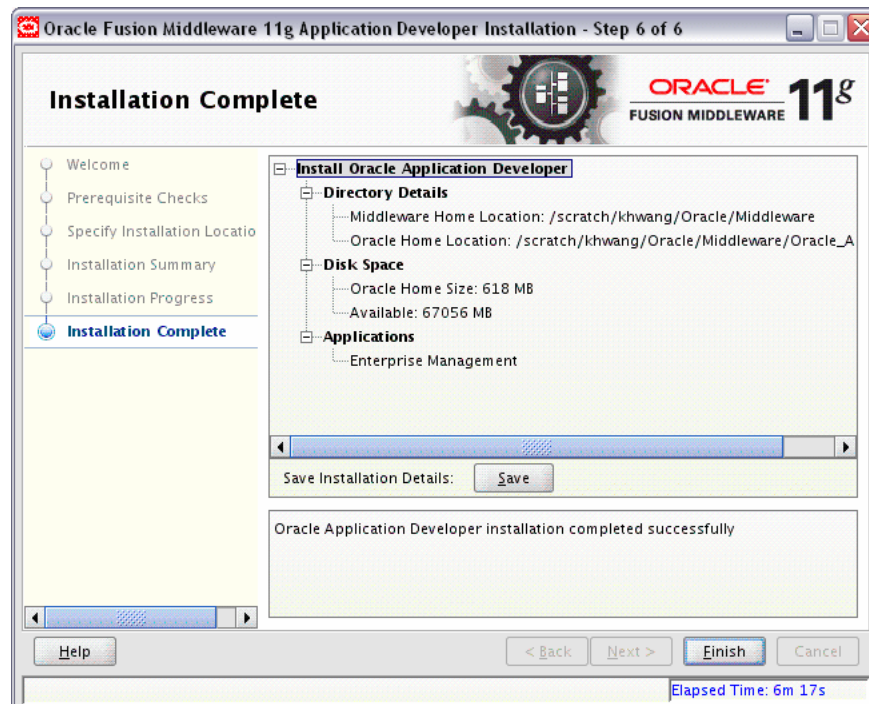 Oracle Fusion Middleware 11g Application Developer Installation - Step 6 of 6
Installation Complete
ORACLE
FUSION MIDDLEWARE
11g
Welcome
Prerequisite Checks
Specify Installation Locatio
Installation Summary
Installation Progress
Installation Complete
Install Oracle Application Developer
Directory Details
Middleware Home Location: /scratch/khwang/Oracle/Middleware
Oracle Home Location: /scratch/khwang/Oracle/Middleware/Oracle_A
Disk Space
Oracle Home Size: 618 MB
Available: 67056 MB
Applications
Enterprise Management
Save Installation Details:
Save
Oracle Application Developer installation completed successfully
Help
< Back
Next >
Finish
Cancel
Elapsed Time: 6m 17s